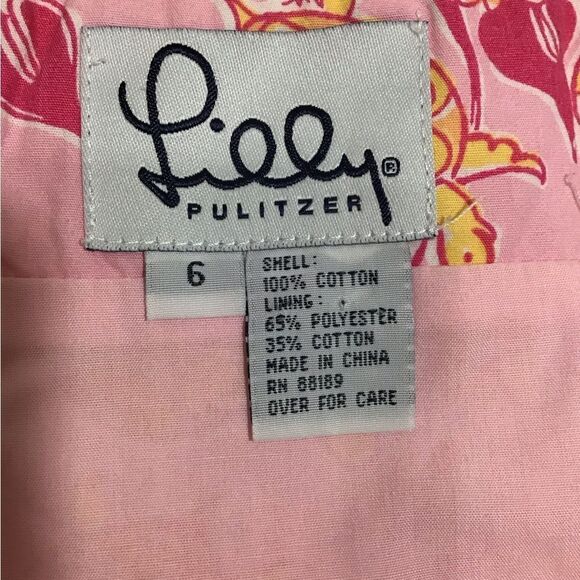 Lilly®
PULITZER
6
SHELL:
100% COTTON
LINING:
65% POLYESTER
35% COTTON
MADE IN CHINA
RN 88189
OVER FOR CARE